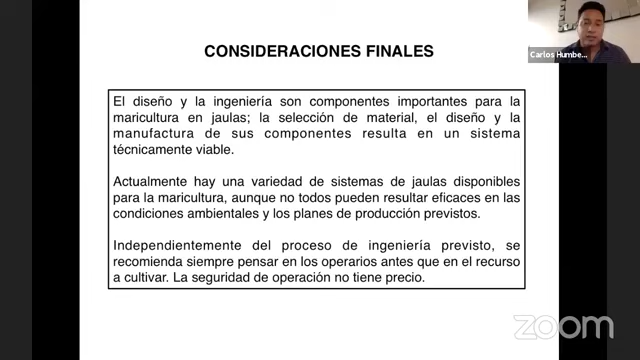 CONSIDERACIONES FINALES
Carlos Humbe...
El diseño y la ingeniería son componentes importantes para la
maricultura en jaulas; la selección de material, el diseño y la
manufactura de sus componentes resulta en un sistema
técnicamente viable.
Actualmente hay una variedad de sistemas de jaulas disponibles
para la maricultura, aunque no todos pueden resultar eficaces en las
condiciones ambientales y los planes de producción previstos.
Independientemente del proceso de ingeniería previsto, se
recomienda siempre pensar en los operarios antes que en el recurso
a cultivar. La seguridad de operación no tiene precio.
zoom